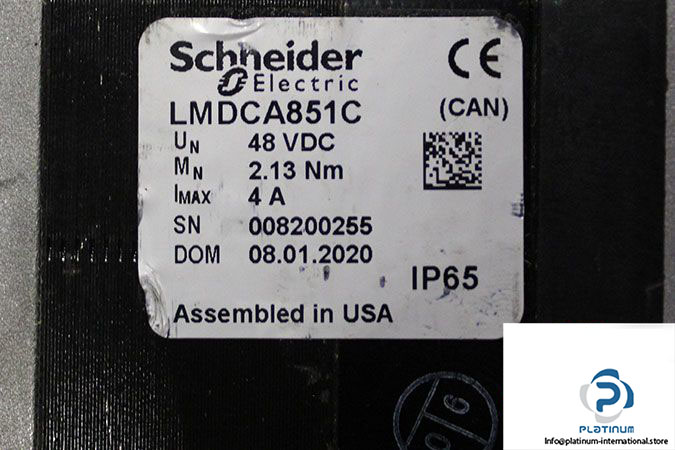 Schneider
Electric
CE
LMDCA851C (CAN)
UN 48 VDC
MN 2.13 Nm
IMAX 4 A
SN 008200255
DOM 08.01.2020
IP65
Assembled in USA
06
PLATINUM
Info@platinum-international.store